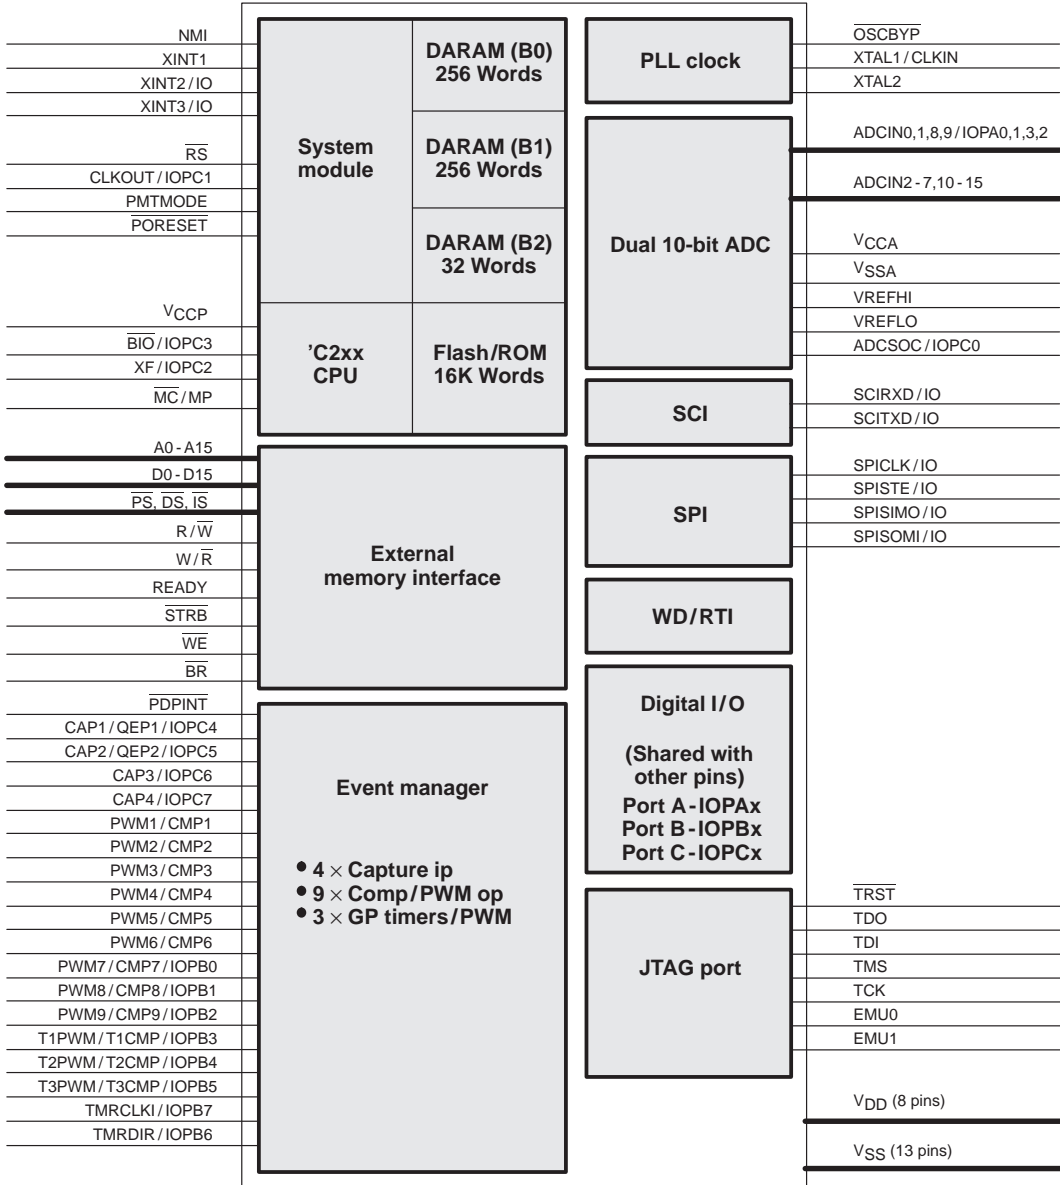 NMI
XINT1
XINT2/IO
XINT3/IO
RS
CLKOUT/IOPC1
PMTMODE
PORESET
VCCP
BIO/IOPC3
XF/IOPC2
MC/MP
A0-A15
D0-D15
PS, DS, IS
R/W
W/R
READY
STRB
WE
BR
PDPINT
CAP1/QEP1/IOPC4
CAP2/QEP2/IOPC5
CAP3/IOPC6
CAP4/IOPC7
PWM1/CMP1
PWM2/CMP2
PWM3/CMP3
PWM4/CMP4
PWM5/CMP5
PWM6/CMP6
PWM7/CMP7/IOPB0
PWM8/CMP8/IOPB1
PWM9/CMP9/IOPB2
T1PWM/T1CMP/IOPB3
T2PWM/T2CMP/IOPB4
T3PWM/T3CMP/IOPB5
TMRCLKI/IOPB7
TMRDIR/IOPB6
System
module
DARAM (B0)
256 Words
DARAM (B1)
256 Words
DARAM (B2)
32 Words
'C2xx
CPU
Flash/ROM
16K Words
External
memory interface
Event manager
• 4 × Capture ip
• 9 × Comp/PWM op
• 3 × GP timers/PWM
PLL clock
Dual 10-bit ADC
SCI
SPI
WD/RTI
Digital I/O
(Shared with
other pins)
Port A-IOPAx
Port B-IOPBx
Port C-IOPCx
JTAG port
OSCBYP
XTAL1/CLKIN
XTAL2
ADCIN0,1,8,9/IOPA0,1,3,2
ADCIN2-7,10-15
VCCA
VSSA
VREFHI
VREFLO
ADCSOC/IOPC0
SCIRXD/IO
SCITXD/IO
SPICLK/IO
SPISTE/IO
SPISIMO/IO
SPISOMI/IO
TRST
TDO
TDI
TMS
TCK
EMU0
EMU1
VDD (8 pins)
VSS (13 pins)